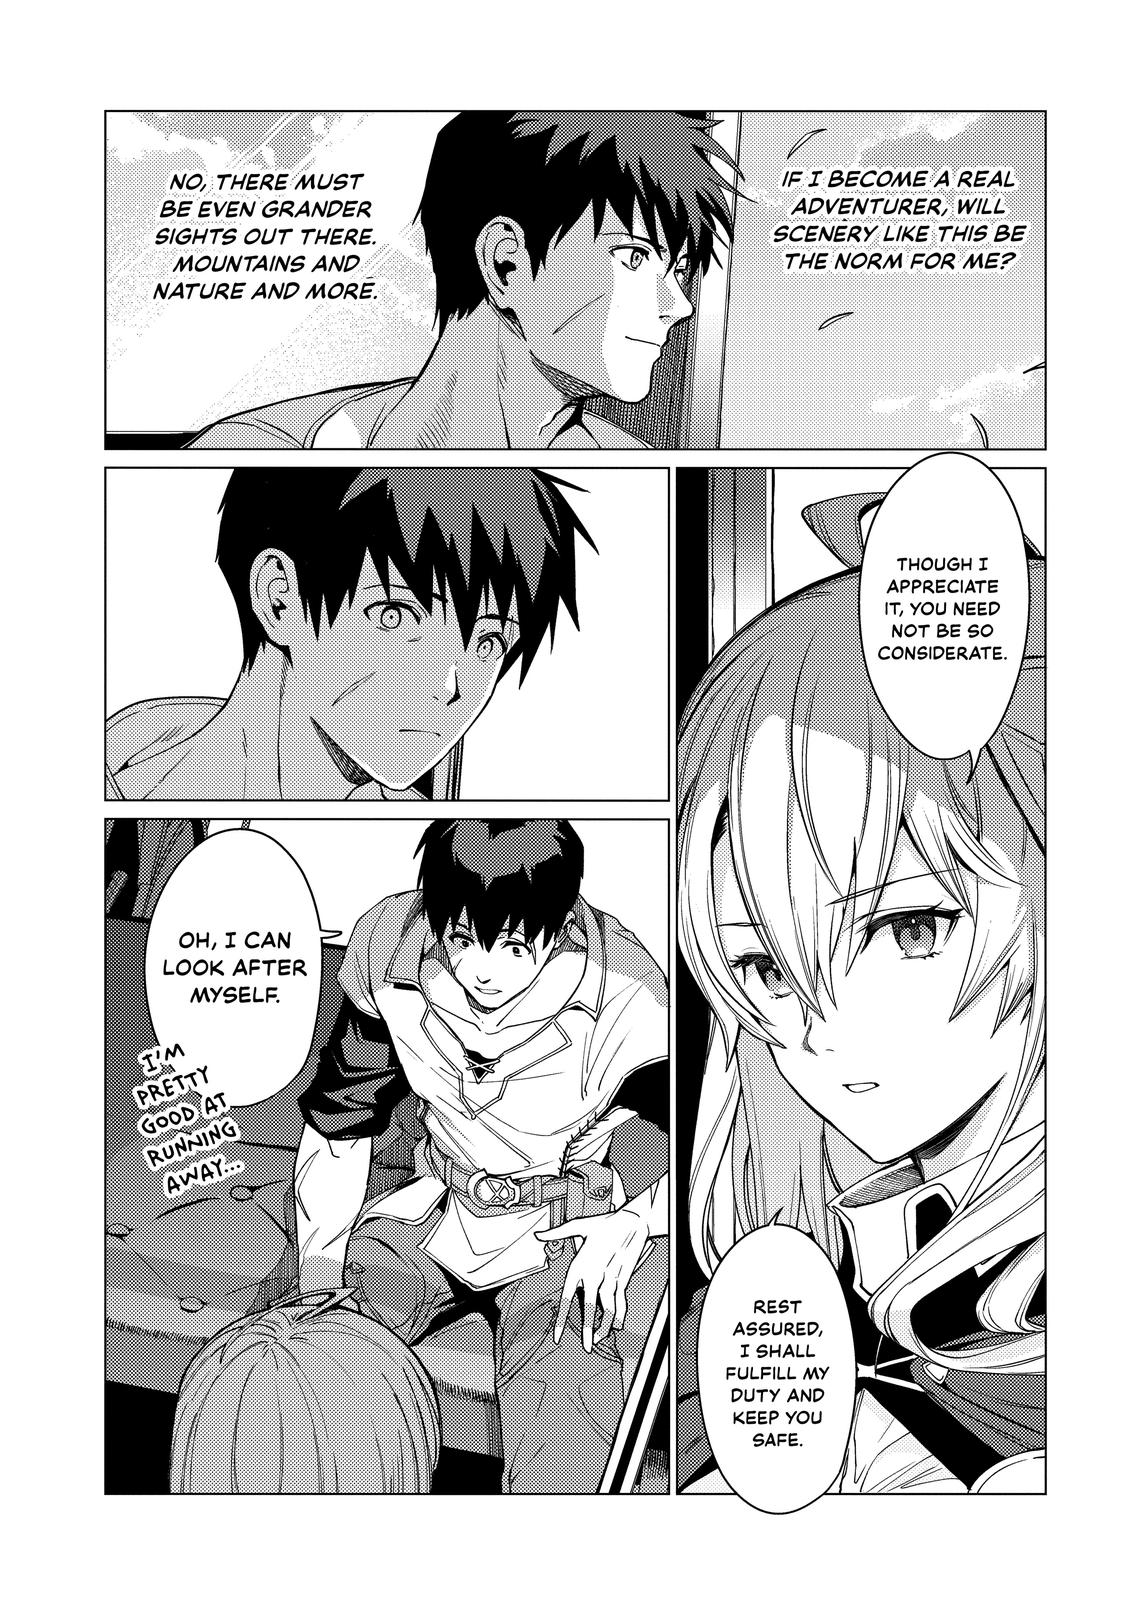 IF I BECOME A REAL
ADVENTURER, WILL
SCENERY LIKE THIS BE
THE NORM FOR ME?
NO, THERE MUST
BE EVEN GRANDER
SIGHTS OUT THERE.
MOUNTAINS AND
NATURE AND MORE.
THOUGH I
APPRECIATE
IT, YOU NEED
NOT BE SO
CONSIDERATE.
REST
ASSURED,
I SHALL
FULFILL MY
DUTY AND
KEEP YOU
SAFE.
OH, I CAN
LOOK AFTER
MYSELF.
I'M
PRETTY
GOOD AT
RUNNING
AWAY...